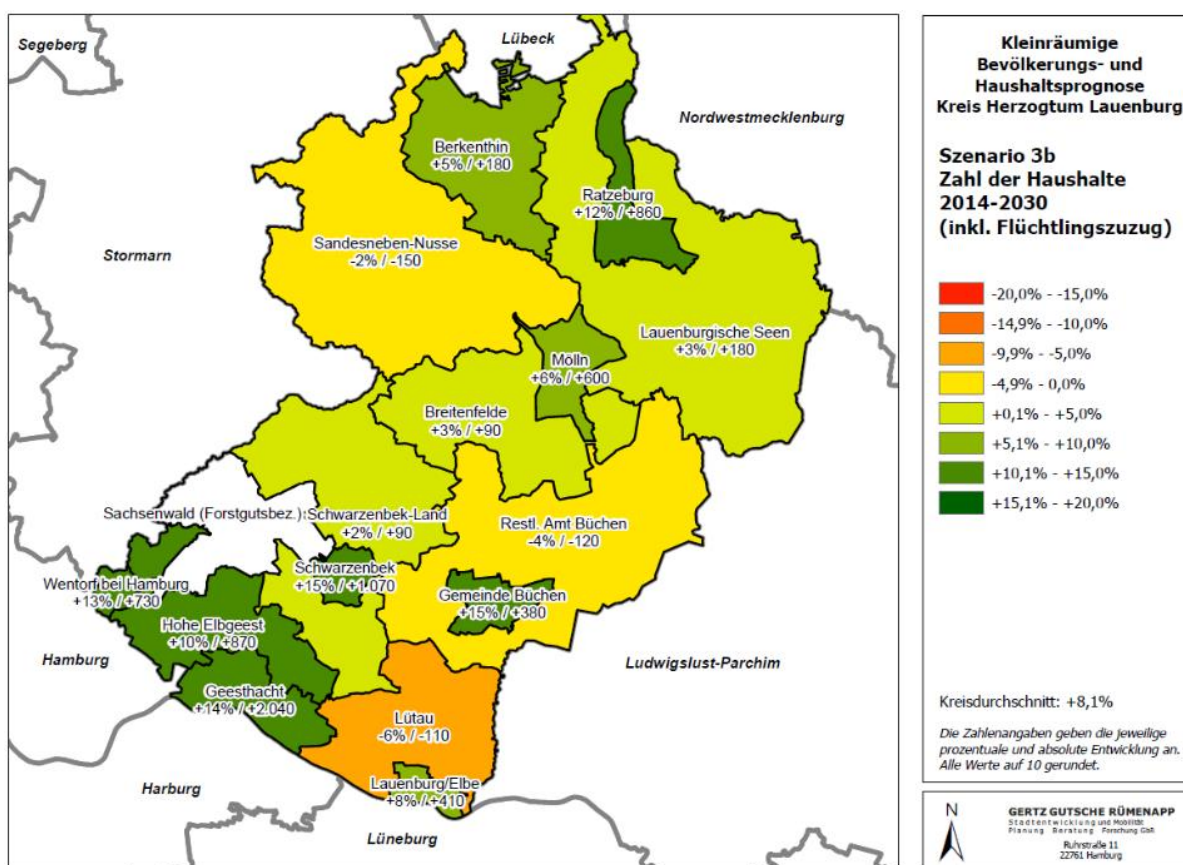 Segeberg
Lübeck
Nordwestmecklenburg
Berkenthin
+5% / +180
Ratzeburg
+12% / +860
Sandesneben-Nusse
-2% / -150
Stormarn
Lauenburgische Seen
+3% / +180
Mölln
+6% / +600
Breitenfelde
+3% / +90
Sachsenwald (Forstgutsbez.)
Schwarzenbek-Land
+2% / +90
Restl. Amt Büchen
-4% / -120
Schwarzenbek
+15% / +1.070
Wentorf bei Hamburg
+13% / +730
Gemeinde Büchen
+15% / +380
Hohe Elbgeest
+10% / +870
Hamburg
Ludwigslust-Parchim
Geesthacht
+14% / +2.040
Lütau
-6% / -110
Lauenburg/Elbe
+8% / +410
Harburg
Lüneburg
Kleinräumige
Bevölkerungs- und
Haushaltsprognose
Kreis Herzogtum Lauenburg
Szenario 3b
Zahl der Haushalte
2014-2030
(inkl. Flüchtlingszuzug)
-20,0% - -15,0%
-14,9% - -10,0%
-9,9% - -5,0%
-4,9% - 0,0%
+0,1% - +5,0%
+5,1% - +10,0%
+10,1% - +15,0%
+15,1% - +20,0%
Kreisdurchschnitt: +8,1%
Die Zahlenangaben geben die jeweilige
prozentuale und absolute Entwicklung an.
Alle Werte auf 10 gerundet.
N
GERTZ GUTSCHE RÜMENAPP
Stadtentwicklung und Mobilität
Planung Beratung Forschung GbR
Ruhrstraße 11
22761 Hamburg